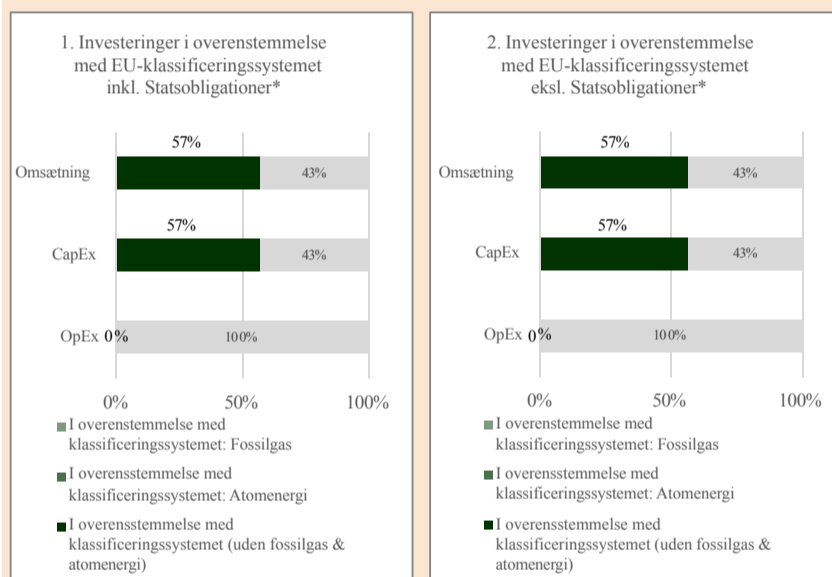 1. Investeringer i overenstemmelse
med EU-klassificeringssystemet
inkl. Statsobligationer*
57%
Omsætning
43%
57%
CapEx
43%
OpEx 0%
100%
0%
50%
100%
I overenstemmelse med
klassificeringssystemet: Fossilgas
I overensstemmelse med
klassificeringssystemet: Atomenergi
I overensstemmelse med
klassificeringssystemet (uden fossilgas &
atomenergi)
2. Investeringer i overenstemmelse
med EU-klassificeringssystemet
eksl. Statsobligationer*
57%
Omsætning
43%
57%
CapEx
43%
OpEx 0%
100%
0%
50%
100%
I overenstemmelse med
klassificeringssystemet: Fossilgas
I overensstemmelse med
klassificeringssystemet: Atomenergi
I overensstemmelse med
klassificeringssystemet (uden fossilgas &
atomenergi)